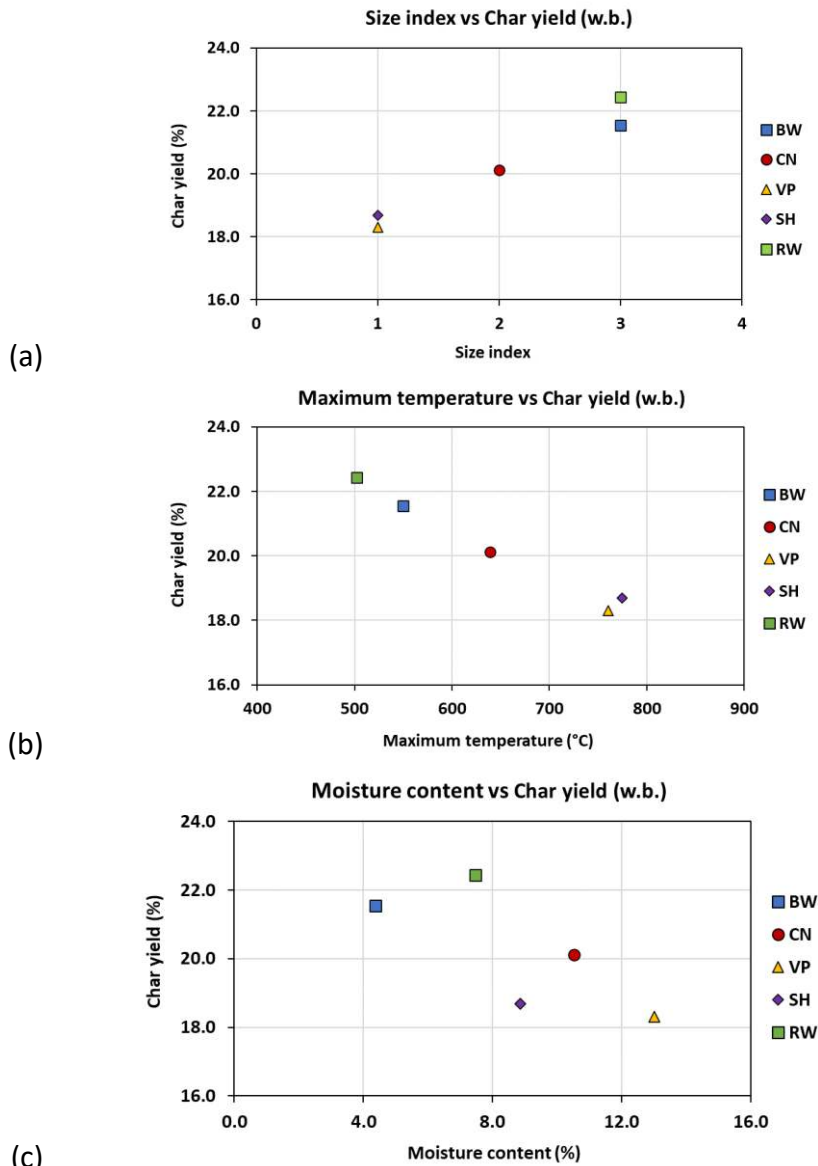 Size index vs Char yield (w.b.)
24.0
22.0
20.0
18.0
16.0
Char yield (%)
0 1 2 3 4
Size index
BW
CN
VP
SH
RW
(a)
Maximum temperature vs Char yield (w.b.)
24.0
22.0
20.0
18.0
16.0
Char yield (%)
400 500 600 700 800 900
Maximum temperature (°C)
BW
CN
VP
SH
RW
(b)
Moisture content vs Char yield (w.b.)
24.0
22.0
20.0
18.0
16.0
Char yield (%)
0.0 4.0 8.0 12.0 16.0
Moisture content (%)
BW
CN
VP
SH
RW
(c)